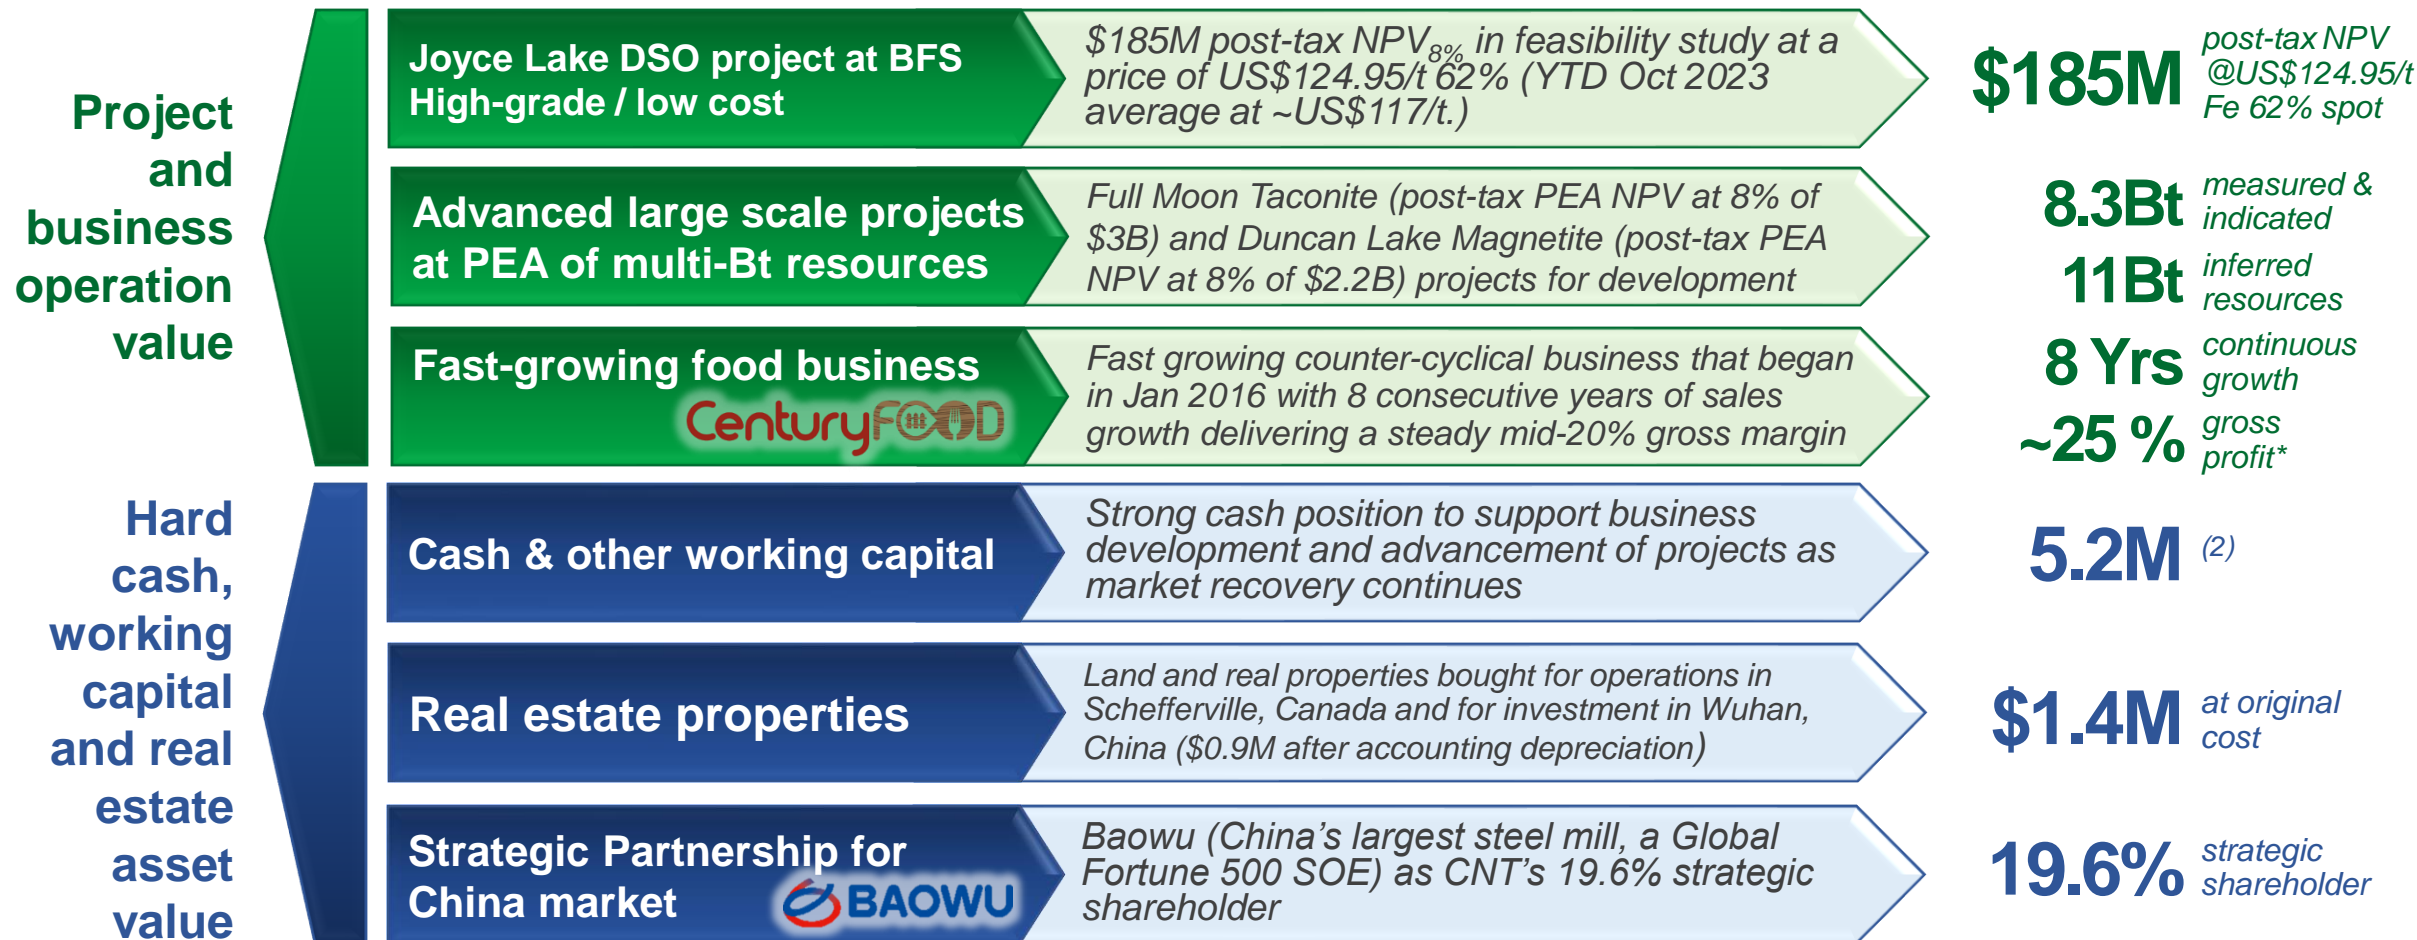 Project
and
business
operation
value
Joyce Lake DSO project at BFS
High-grade / low cost
$185M post-tax NPV8% in feasibility study at a
price of US$124.95/t 62% (YTD Oct 2023
average at ~US$117/t.)
$185M
post-tax NPV
@US$124.95/t
Fe 62% spot
Advanced large scale projects
at PEA of multi-Bt resources
Full Moon Taconite (post-tax PEA NPV at 8% of
$3B) and Duncan Lake Magnetite (post-tax PEA
NPV at 8% of $2.2B) projects for development
8.3Bt
measured &
indicated
11Bt
inferred
resources
Fast-growing food business
CenturyFOOD
Fast growing counter-cyclical business that began
in Jan 2016 with 8 consecutive years of sales
growth delivering a steady mid-20% gross margin
8 Yrs
continuous
growth
~25 %
gross
profit*
Hard
cash,
working
capital
and real
estate
asset
value
Cash & other working capital
Strong cash position to support business
development and advancement of projects as
market recovery continues
5.2M
(2)
Real estate properties
Land and real properties bought for operations in
Schefferville, Canada and for investment in Wuhan,
China ($0.9M after accounting depreciation)
$1.4M
at original
cost
Strategic Partnership for
China market
BAOWU
Baowu (China’s largest steel mill, a Global
Fortune 500 SOE) as CNT’s 19.6% strategic
shareholder
19.6%
strategic
shareholder